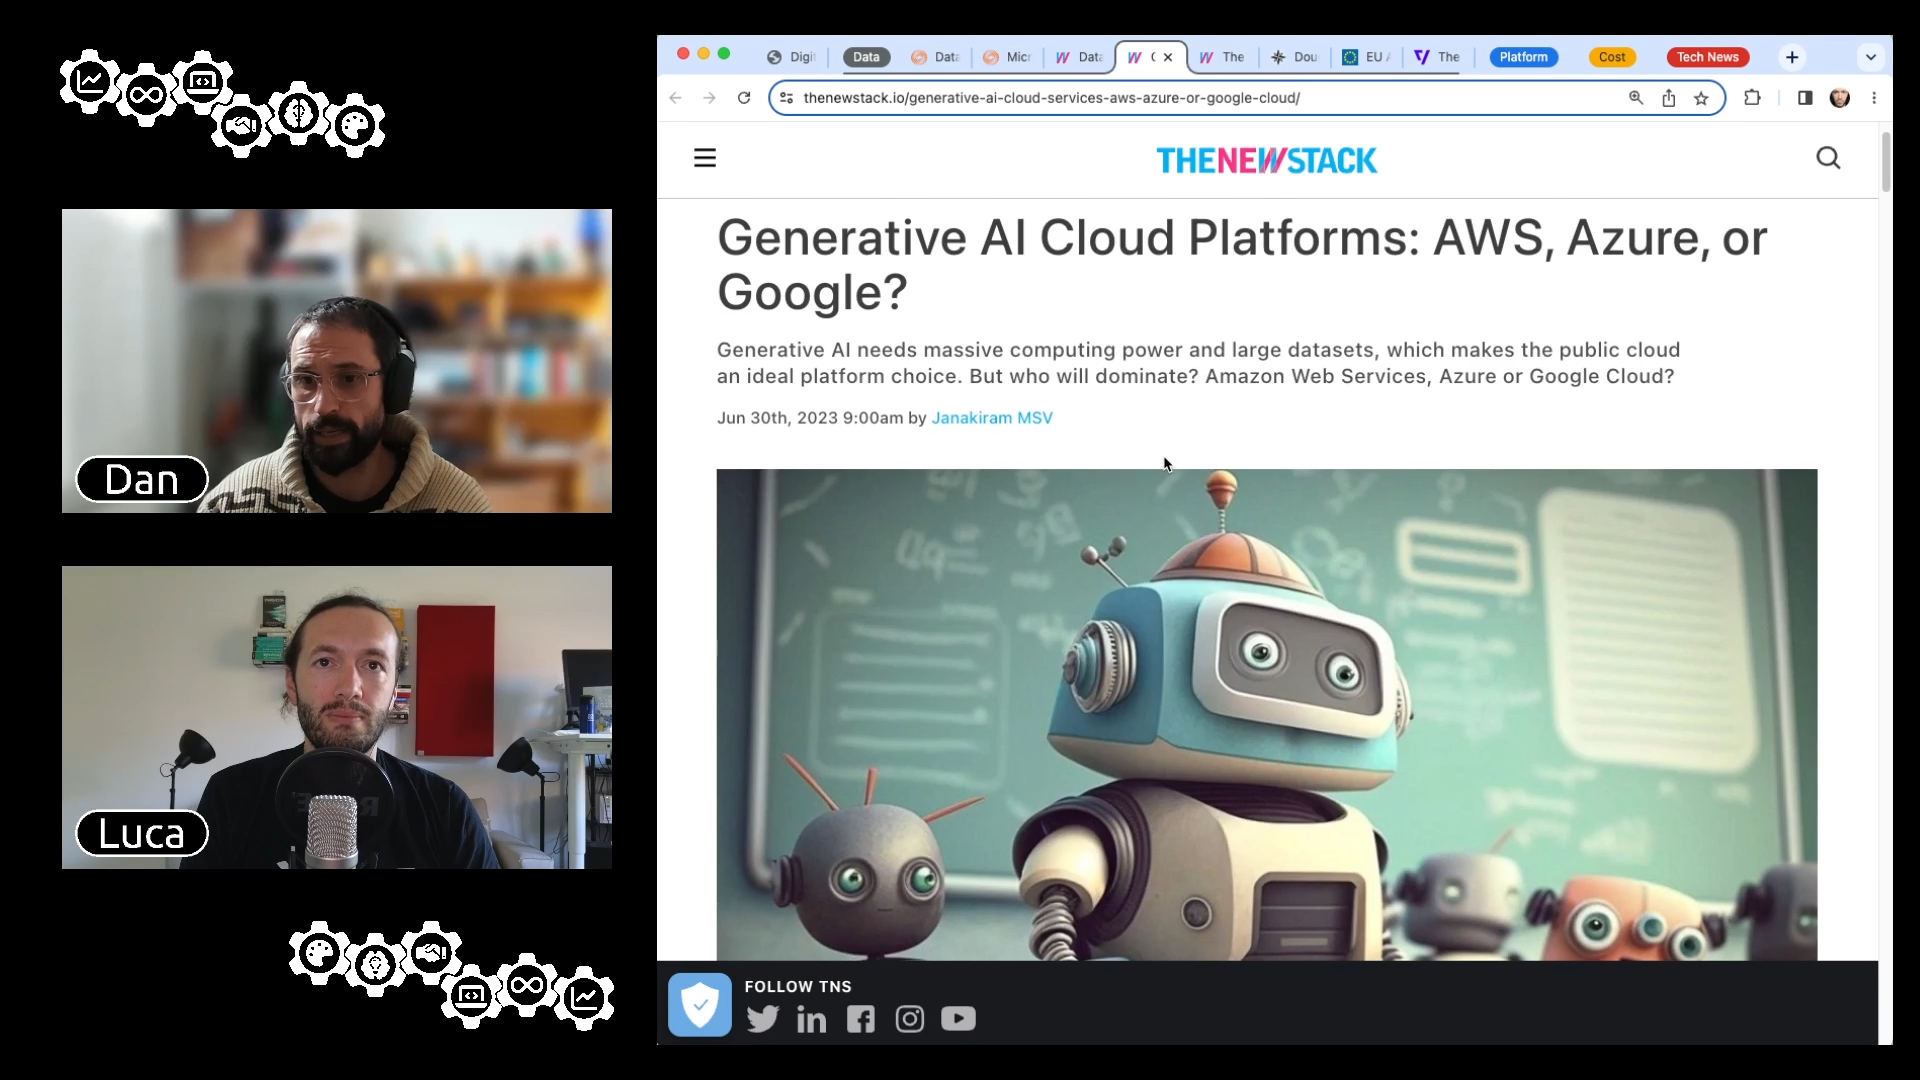 Digi
Data
Data
Micr
Data
The
Dou
EU
The
Platform
Cost
Tech News
thenewstack.io/generative-ai-cloud-services-aws-azure-or-google-cloud/
THENEWSTACK
Generative AI Cloud Platforms: AWS, Azure, or
Google?
Generative AI needs massive computing power and large datasets, which makes the public cloud
an ideal platform choice. But who will dominate? Amazon Web Services, Azure or Google Cloud?
Jun 30th, 2023 9:00am by Janakiram MSV
Dan
Luca
FOLLOW TNS